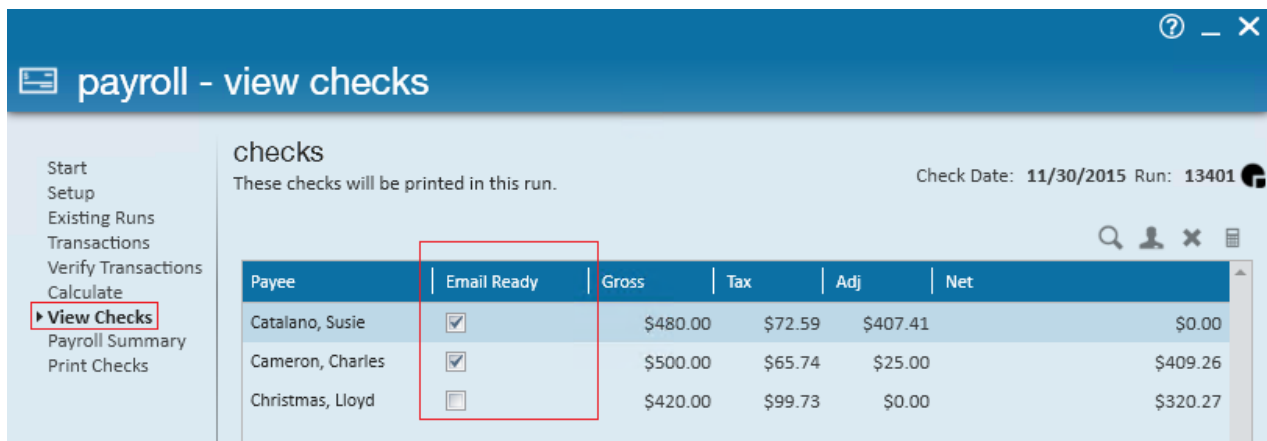 payroll - view checks
Start
Setup
Existing Runs
Transactions
Verify Transactions
Calculate
View Checks
Payroll Summary
Print Checks
checks
These checks will be printed in this run.
Check Date: 11/30/2015 Run: 13401
Payee Email Ready Gross Tax Adj Net
Catalano, Susie $480.00 $72.59 $407.41 $0.00
Cameron, Charles $500.00 $65.74 $25.00 $409.26
Christmas, Lloyd $420.00 $99.73 $0.00 $320.27